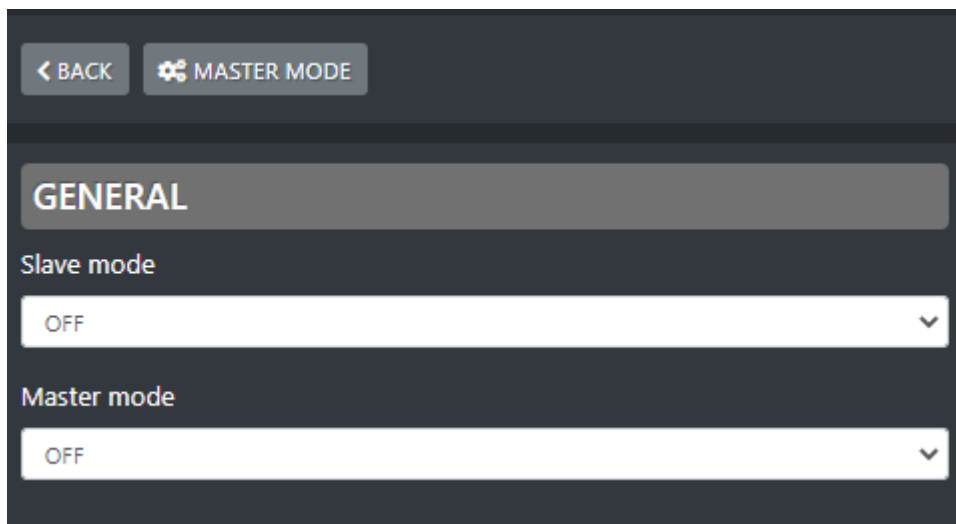 BACK MASTER MODE
GENERAL
Slave mode
OFF
Master mode
OFF